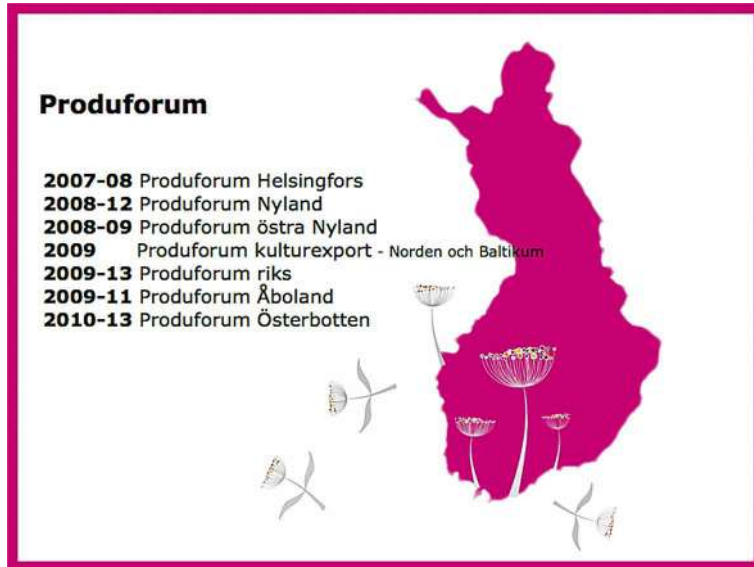 Produforum
2007-08 Produforum Helsingfors
2008-12 Produforum Nyland
2008-09 Produforum östra Nyland
2009 Produforum kulturexport - Norden och Baltikum
2009-13 Produforum riks
2009-11 Produforum Åboland
2010-13 Produforum Österbotten